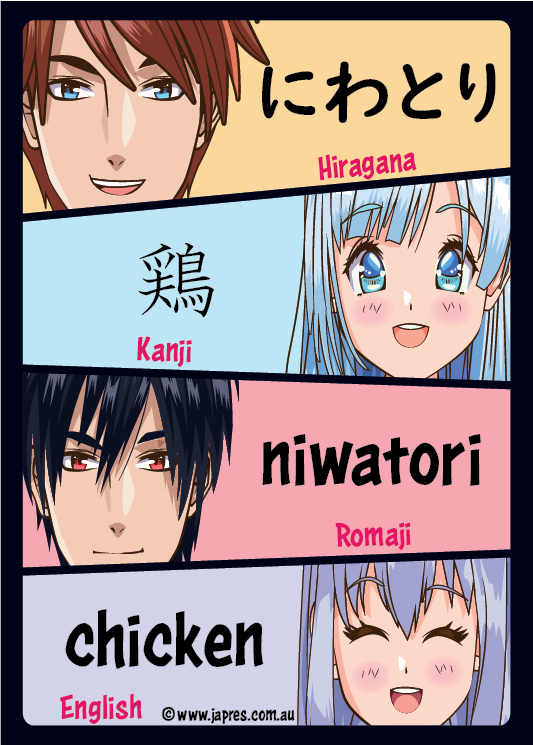 にわとり
Hiragana
鶏
Kanji
niwatori
Romaji
chicken
English
© www.japres.com.au